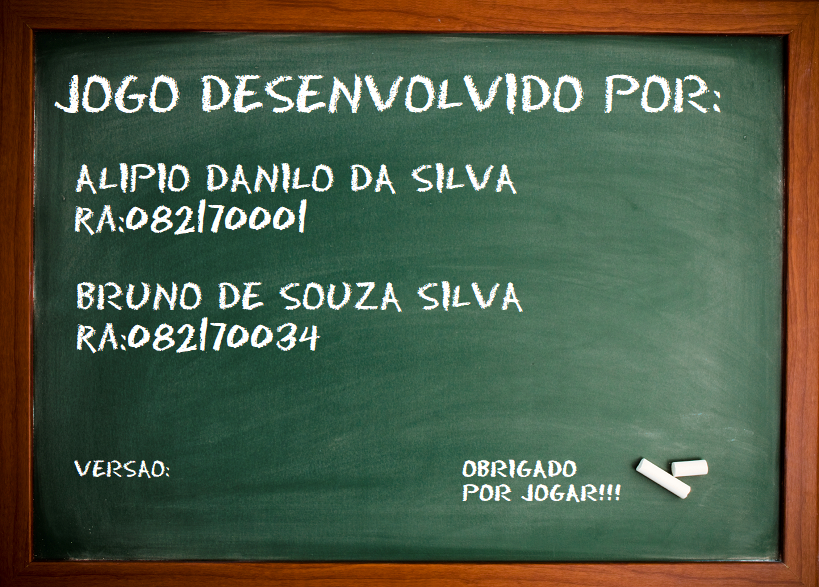 JOGO DESENVOLVIDO POR:
ALIPIO DANILO DA SILVA
RA:082170001
BRUNO DE SOUZA SILVA
RA:082170034
VERSAO:
OBRIGADO
POR JOGAR!!!